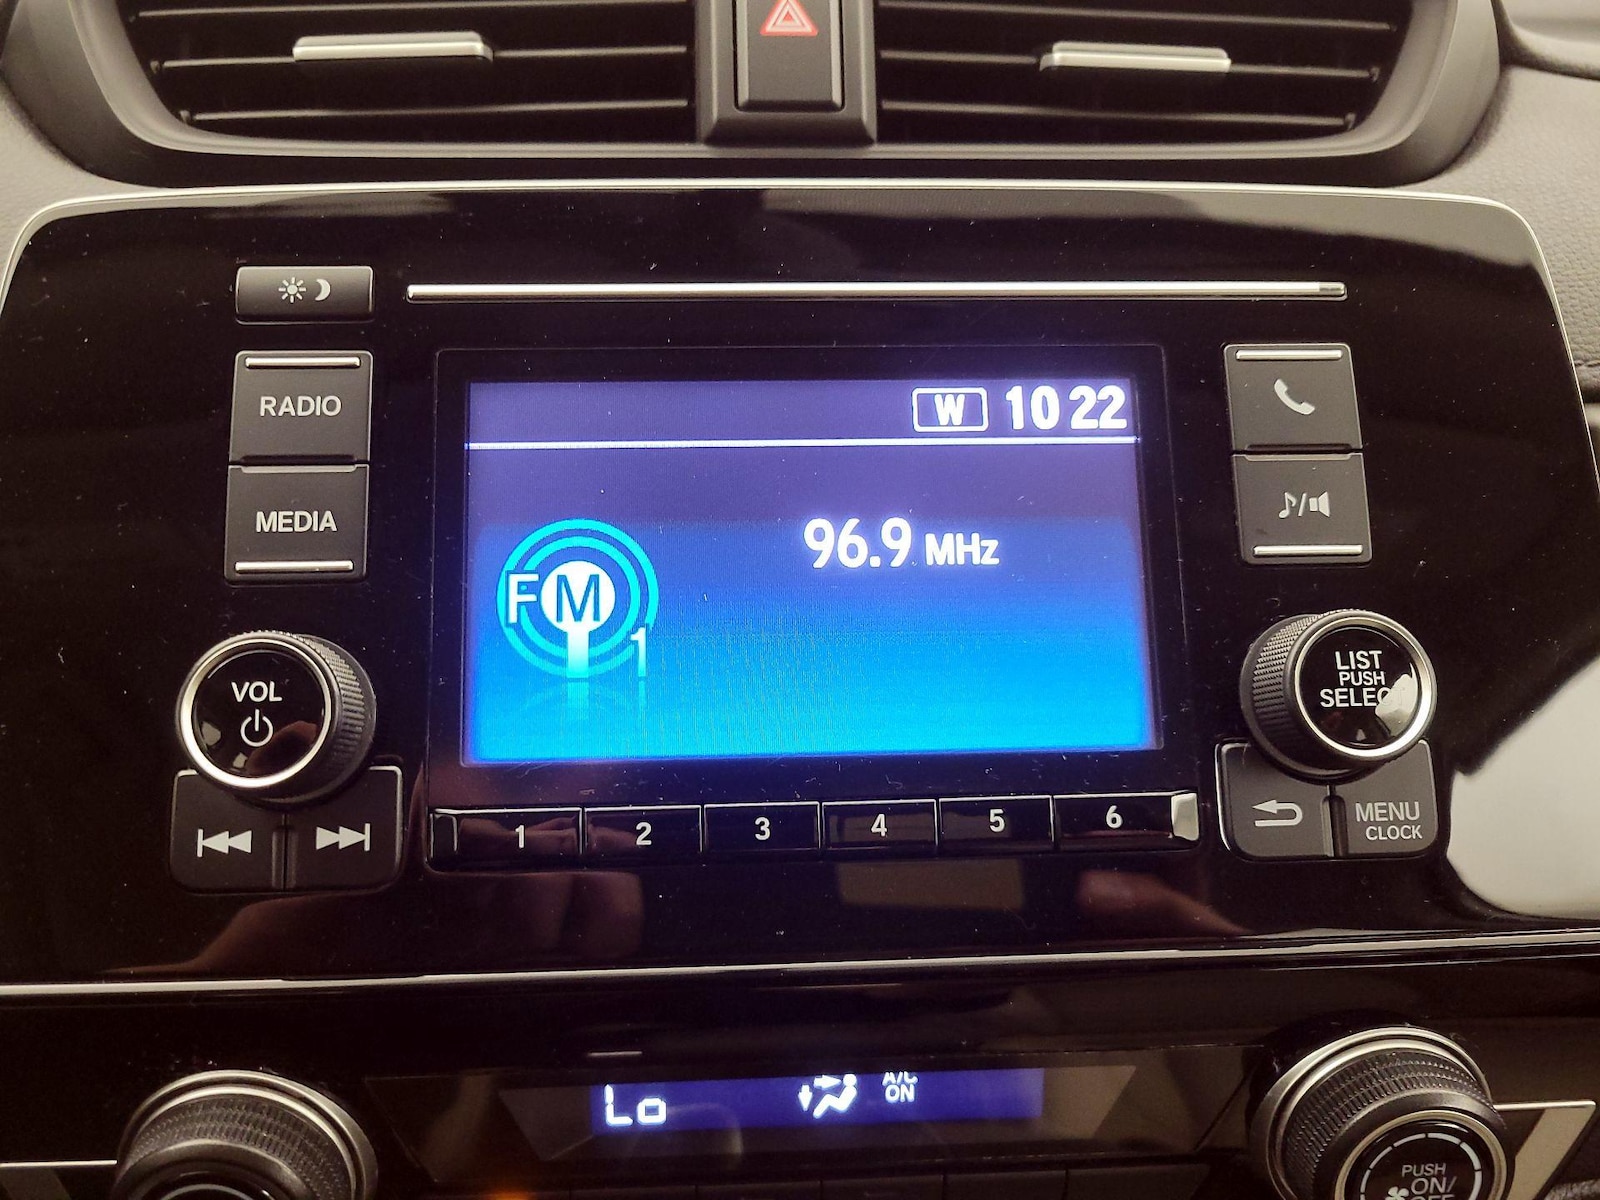 RADIO
MEDIA
VOL
W 10 22
96.9 MHz
FM
1
1 2 3 4 5 6
LIST
PUSH
MENU
CLOCK
Lo
A/C
ON
PUSH
ON/